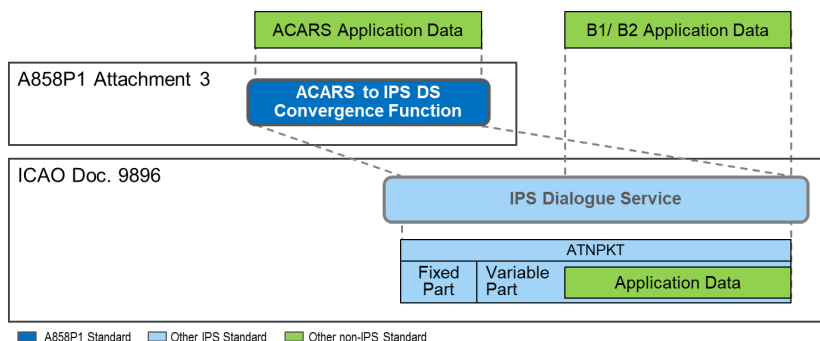 ACARS Application Data
B1/ B2 Application Data
A858P1 Attachment 3
ACARS to IPS DS
Convergence Function
ICAO Doc. 9896
IPS Dialogue Service
ATNPKT
Fixed
Part
Variable
Part
Application Data
A858P1 Standard
Other IPS Standard
Other non-IPS Standard